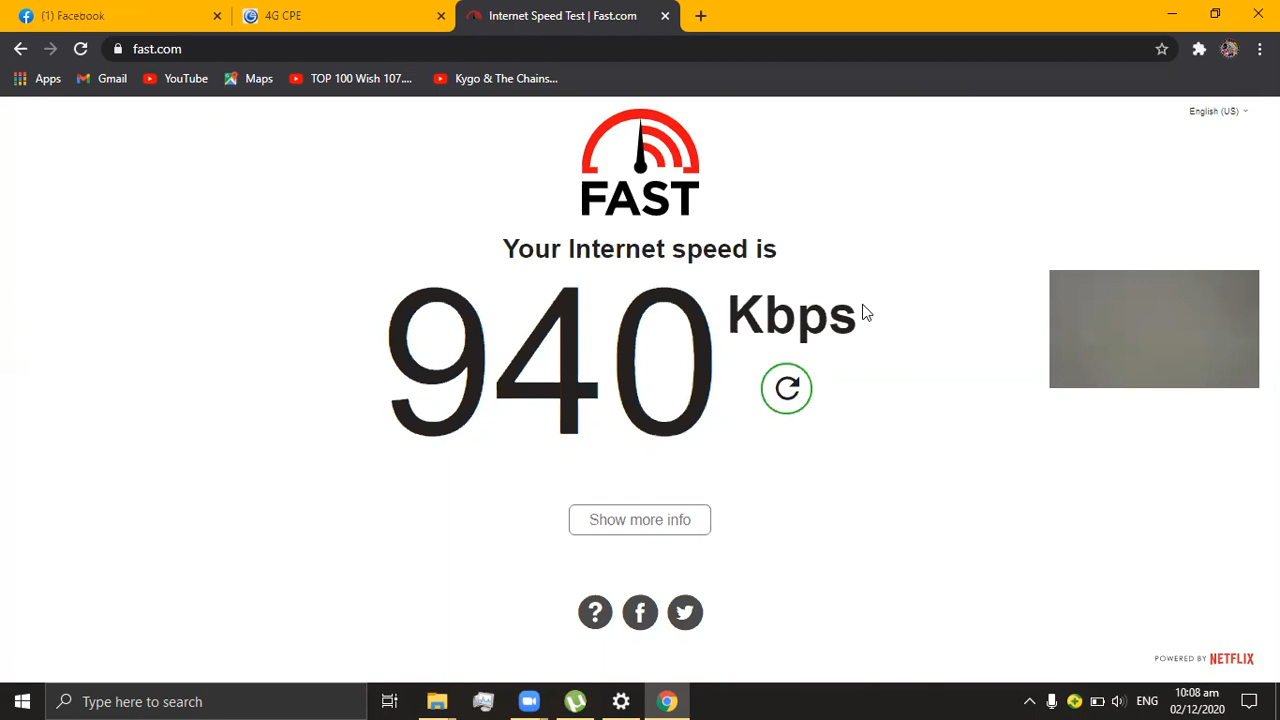 (1) Facebook
4G CPE
Internet Speed Test | Fast.com
fast.com
Apps
Gmail
YouTube
Maps
TOP 100 Wish 107....
Kygo & The Chains...
English (US)
FAST
Your Internet speed is
940 Kbps
Show more info
?
POWERED BY NETFLIX
Type here to search
ENG
10:08 am
02/12/2020